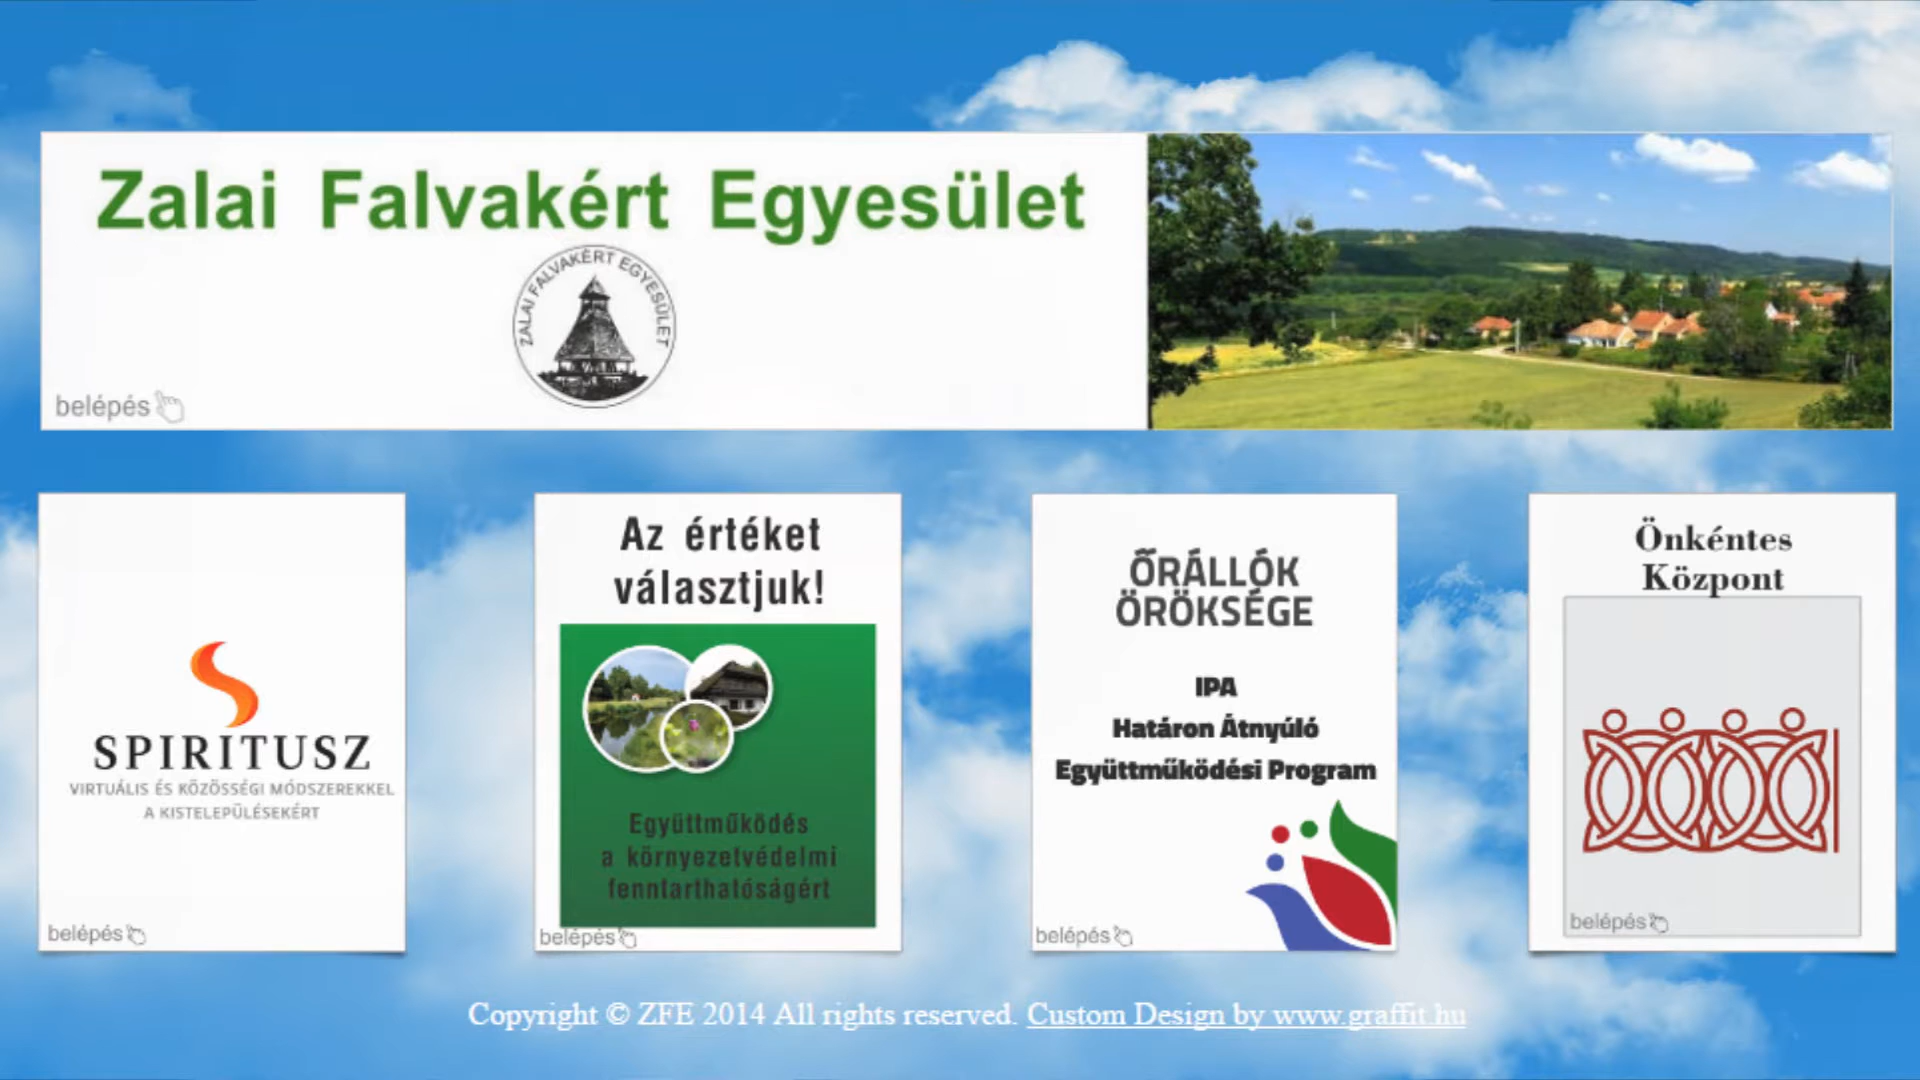 Zalai Falvakért Egyesület
ZALAI FALVAKÉRT EGYESÜLET
belépés
SPIRITUSZ
VIRTUÁLIS ÉS KÖZÖSSÉGI MÓDSZEREKKEL
A KISTELEPÜLÉSEKÉRT
belépés
Az értéket
választjuk!
Együttműködés
a környezetvédelmi
fenntarthatóságért
belépés
ŐRÁLLÓK
ÖRÖKSÉGE
IPA
Határon Átnyúló
Együttműködési Program
belépés
Önkéntes
Központ
belépés
Copyright © ZFE 2014 All rights reserved. Custom Design by www.graffit.hu